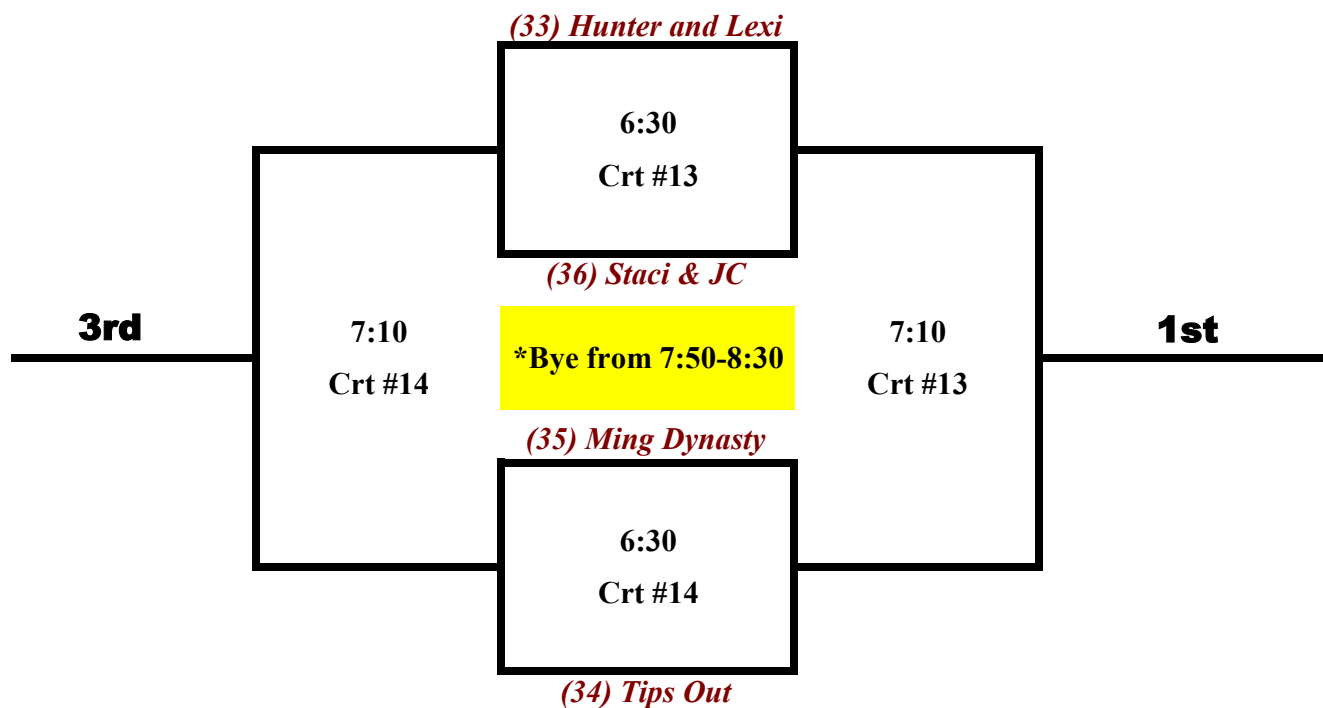 (33) Hunter and Lexi
6:30
Crt #13
(36) Staci & JC
3rd
7:10
Crt #14
*Bye from 7:50-8:30
7:10
Crt #13
1st
(35) Ming Dynasty
6:30
Crt #14
(34) Tips Out